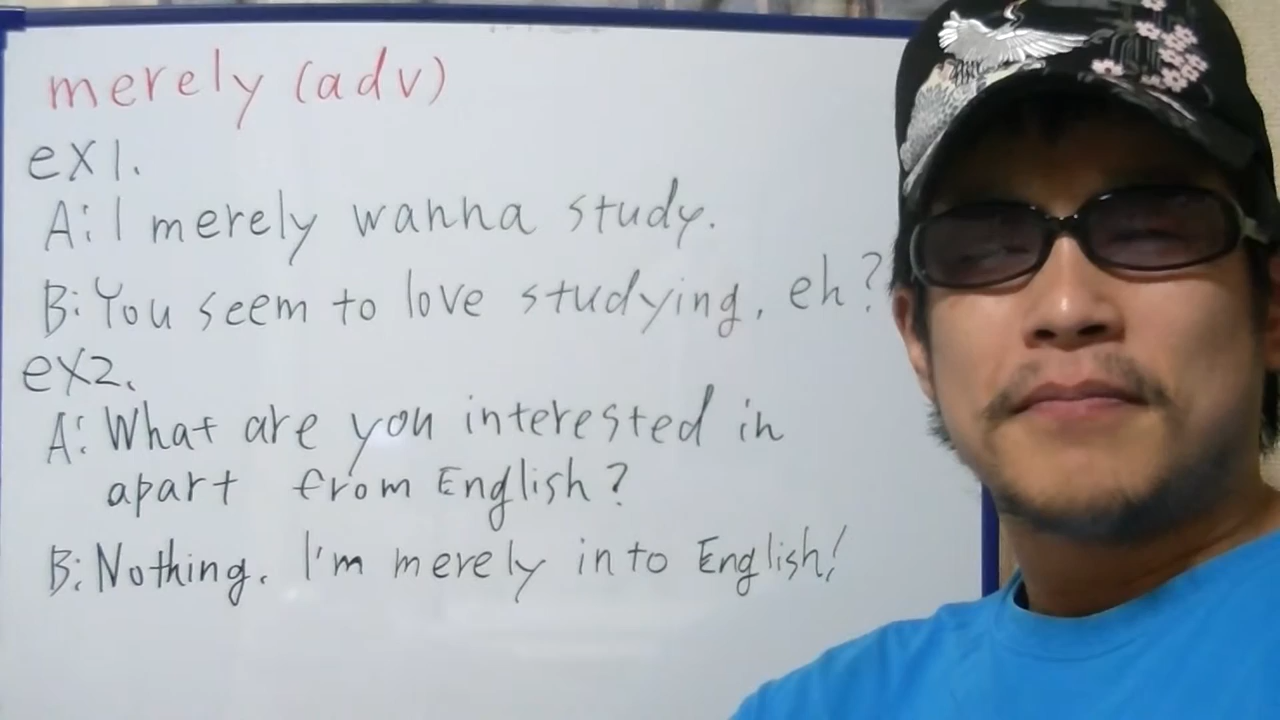 merely (adv)
ex1.
A: I merely wanna study.
B: You seem to love studying, eh?
ex2.
A: What are you interested in
apart from English?
B: Nothing. I'm merely into English!